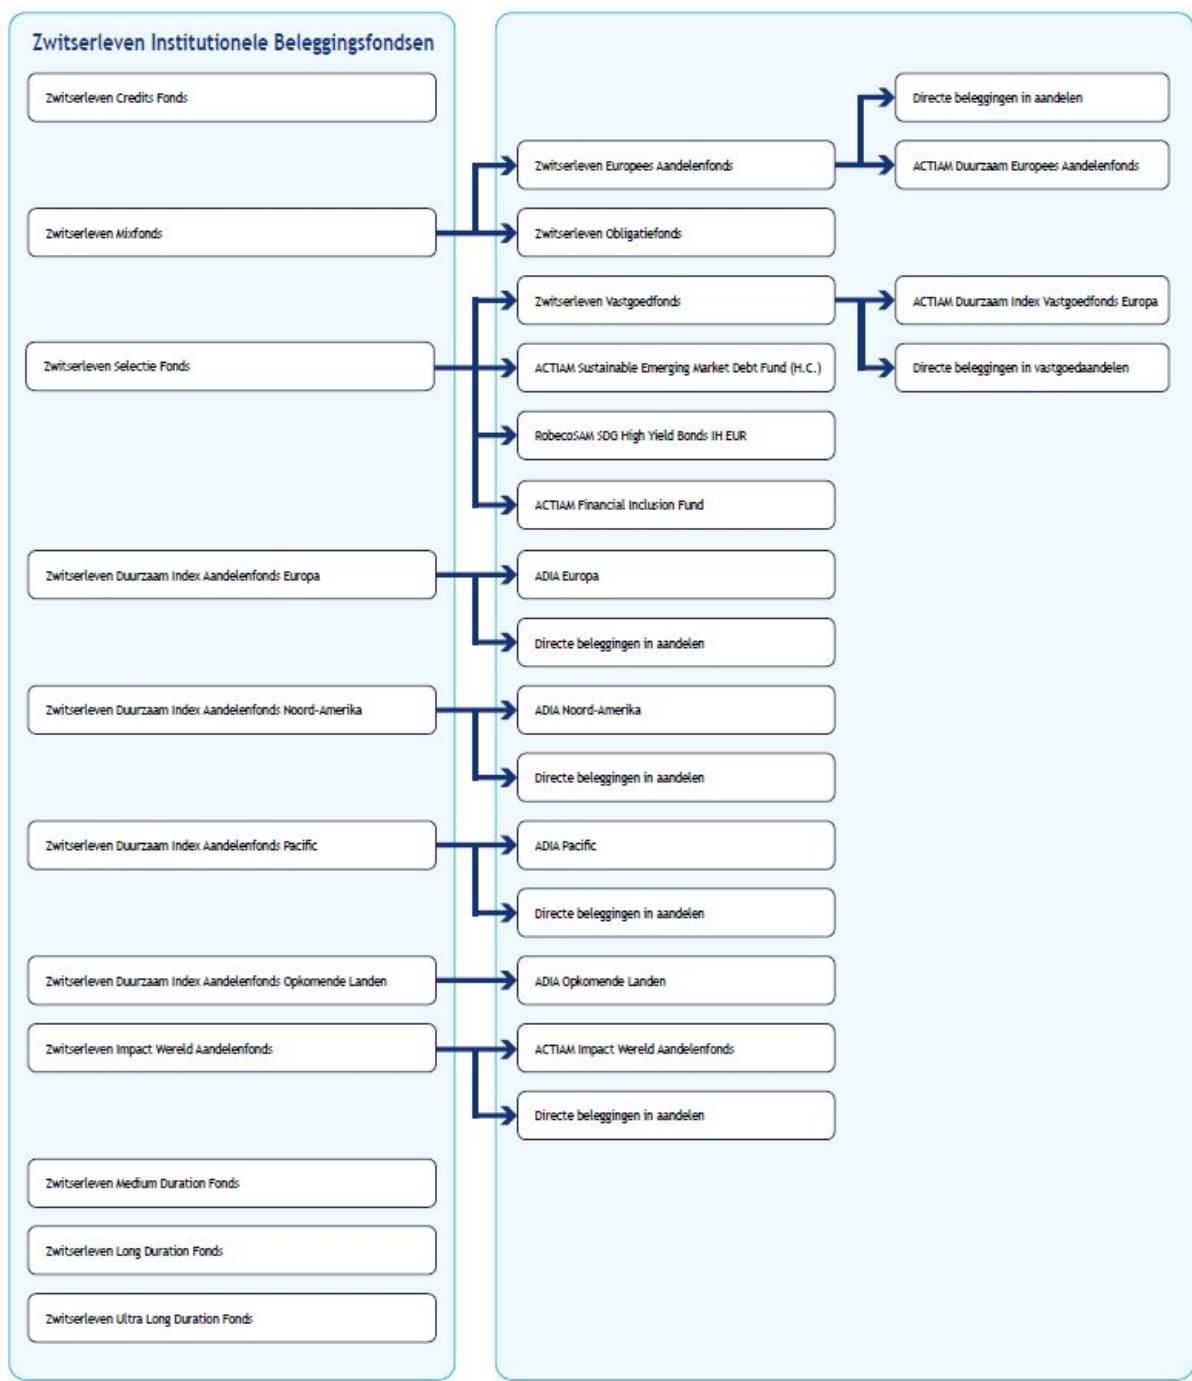 Zwitserleven Institutionele Beleggingsfondsen
Zwitserleven Credits Fonds
Directe beleggingen in aandelen
Zwitserleven Europees Aandelenfonds
ACTIAM Duurzaam Europees Aandelenfonds
Zwitserleven Mixfonds
Zwitserleven Obligatiefonds
Zwitserleven Vastgoedfonds
ACTIAM Duurzaam Index Vastgoedfonds Europa
Zwitserleven Selectie Fonds
ACTIAM Sustainable Emerging Market Debt Fund (H.C.)
Directe beleggingen in vastgoedaandelen
RobecoSAM SDG High Yield Bonds IH EUR
ACTIAM Financial Inclusion Fund
Zwitserleven Duurzaam Index Aandelenfonds Europa
ADIA Europa
Directe beleggingen in aandelen
Zwitserleven Duurzaam Index Aandelenfonds Noord-Amerika
ADIA Noord-Amerika
Directe beleggingen in aandelen
Zwitserleven Duurzaam Index Aandelenfonds Pacific
ADIA Pacific
Directe beleggingen in aandelen
Zwitserleven Duurzaam Index Aandelenfonds Opkomende Landen
ADIA Opkomende Landen
Zwitserleven Impact Wereld Aandelenfonds
ACTIAM Impact Wereld Aandelenfonds
Directe beleggingen in aandelen
Zwitserleven Medium Duration Fonds
Zwitserleven Long Duration Fonds
Zwitserleven Ultra Long Duration Fonds